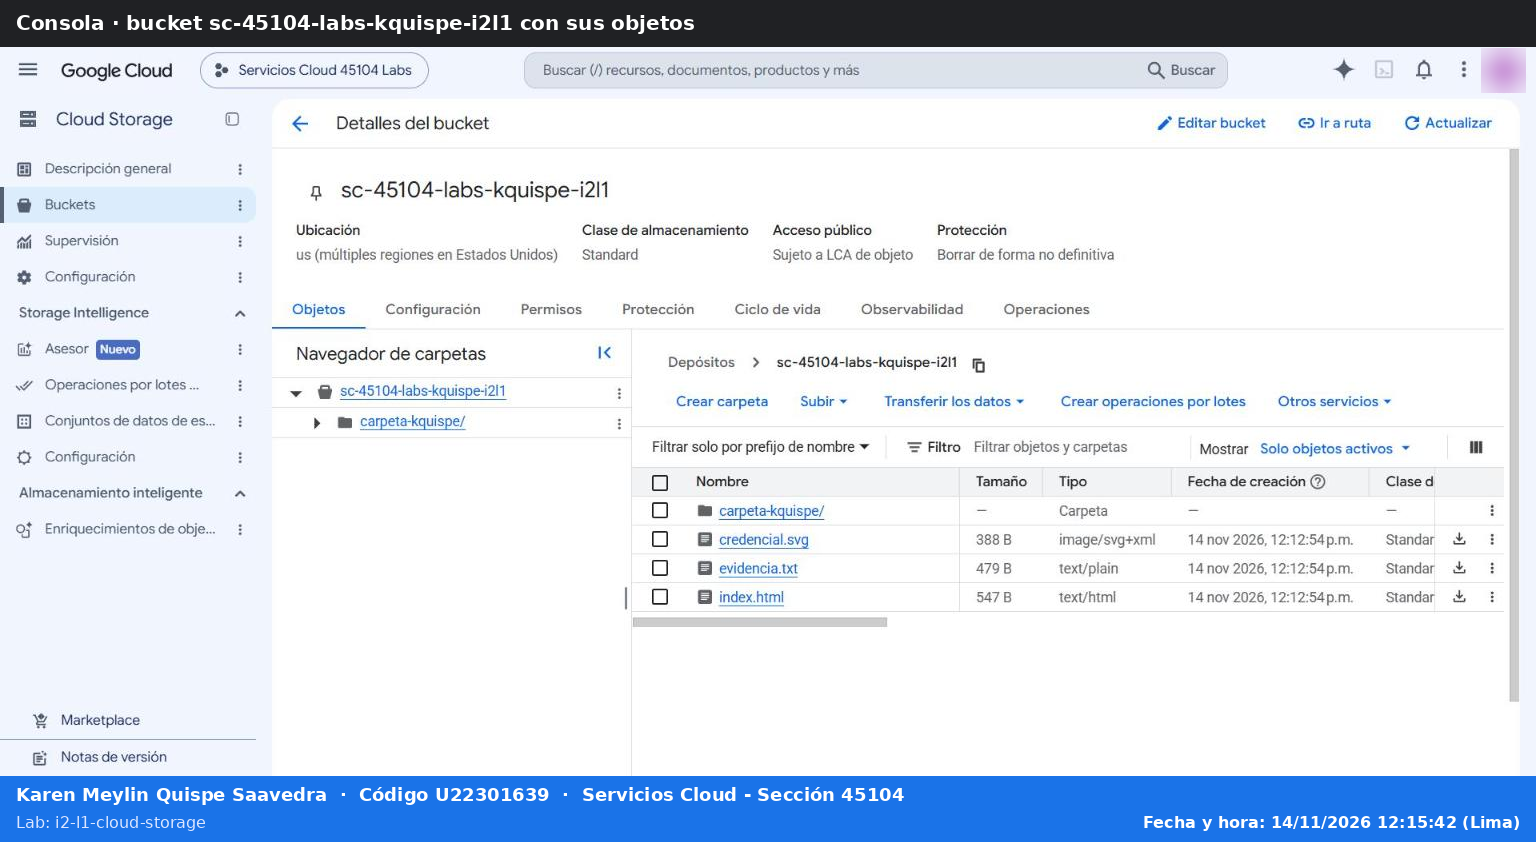 Consola · bucket sc-45104-labs-kquispe-i2l1 con sus objetos
Google Cloud
Servicios Cloud 45104 Labs
Buscar (/) recursos, documentos, productos y más
Buscar
Cloud Storage
Descripción general
Buckets
Supervisión
Configuración
Storage Intelligence
Asesor Nuevo
Operaciones por lotes ...
Conjuntos de datos de es...
Configuración
Almacenamiento inteligente
Enriquecimientos de obje...
Marketplace
Notas de versión
Detalles del bucket
Editar bucket
Ir a ruta
Actualizar
sc-45104-labs-kquispe-i2l1
Ubicación Clase de almacenamiento Acceso público Protección
us (múltiples regiones en Estados Unidos) Standard Sujeto a LCA de objeto Borrar de forma no definitiva
Objetos Configuración Permisos Protección Ciclo de vida Observabilidad Operaciones
Navegador de carpetas
sc-45104-labs-kquispe-i2l1
carpeta-kquispe/
Depósitos > sc-45104-labs-kquispe-i2l1
Crear carpeta Subir Transferir los datos Crear operaciones por lotes Otros servicios
Filtrar solo por prefijo de nombre Filtro Filtrar objetos y carpetas Mostrar Solo objetos activos
Nombre Tamaño Tipo Fecha de creación Clase d
carpeta-kquispe/ — Carpeta — —
credencial.svg 388 B image/svg+xml 14 nov 2026, 12:12:54 p.m. Standar
evidencia.txt 479 B text/plain 14 nov 2026, 12:12:54 p.m. Standar
index.html 547 B text/html 14 nov 2026, 12:12:54 p.m. Standar
Karen Meylin Quispe Saavedra · Código U22301639 · Servicios Cloud - Sección 45104
Lab: i2-l1-cloud-storage
Fecha y hora: 14/11/2026 12:15:42 (Lima)